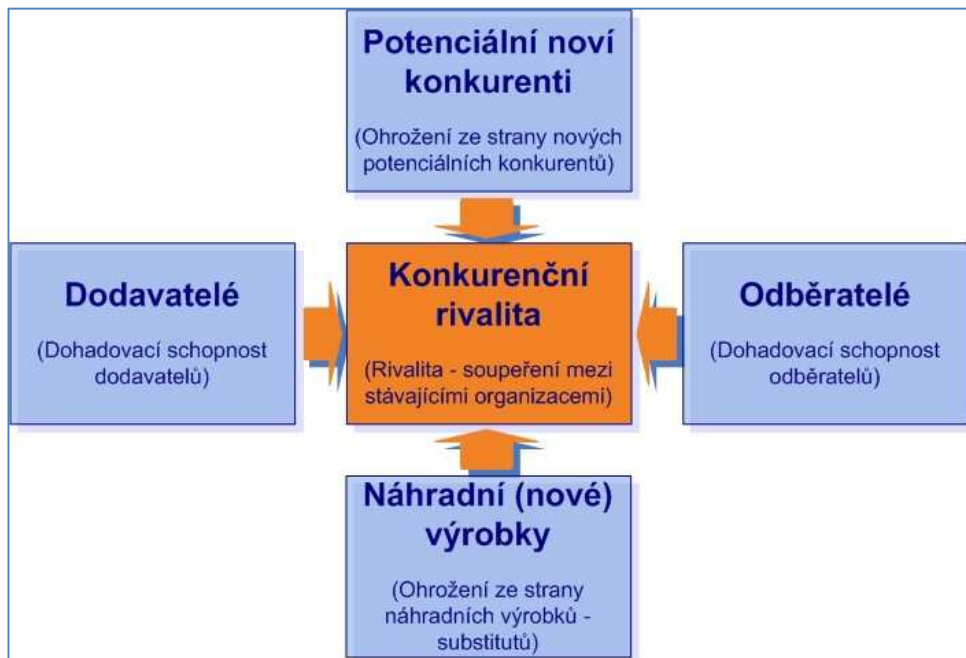 Potenciální noví
konkurenti
(Ohrožení ze strany nových
potenciálních konkurentů)
Dodavatelé
(Dohadovací schopnost
dodavatelů)
Konkurenční
rivalita
(Rivalita - soupeření mezi
stávajícími organizacemi)
Odběratelé
(Dohadovací schopnost
odběratelů)
Náhradní (nové)
výrobky
(Ohrožení ze strany
náhradních výrobků -
substitutů)